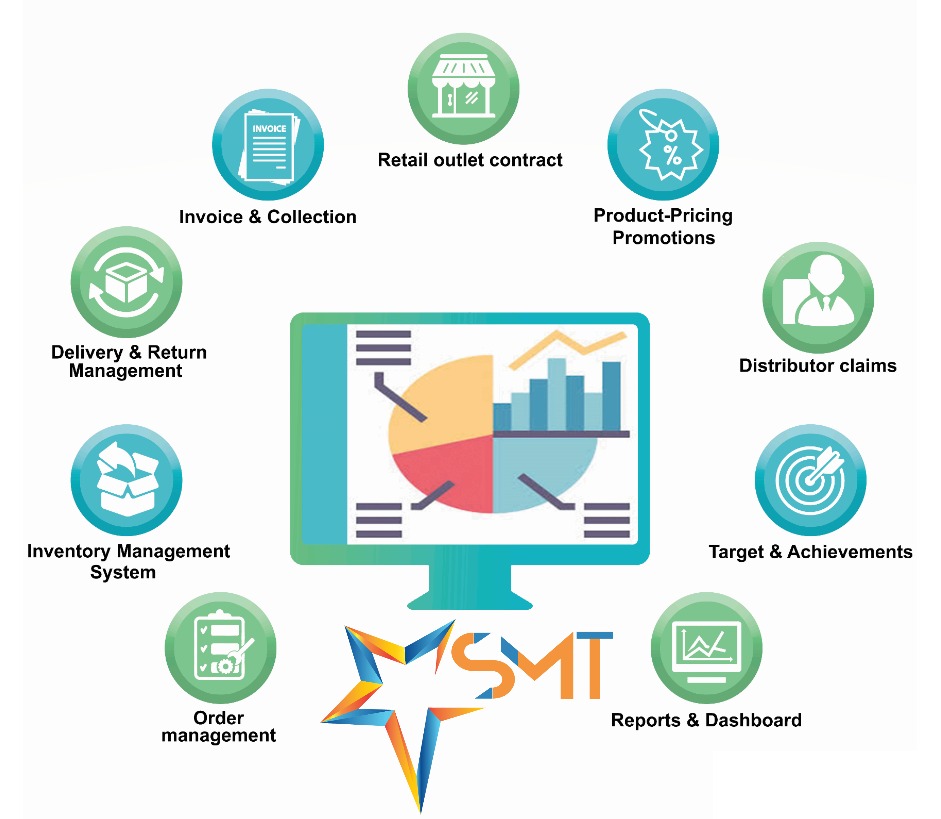 INVOICE
Retail outlet contract
Invoice & Collection
%
Product-Pricing
Promotions
Delivery & Return
Management
Distributor claims
Inventory Management
System
Target & Achievements
SMT
Order
management
Reports & Dashboard